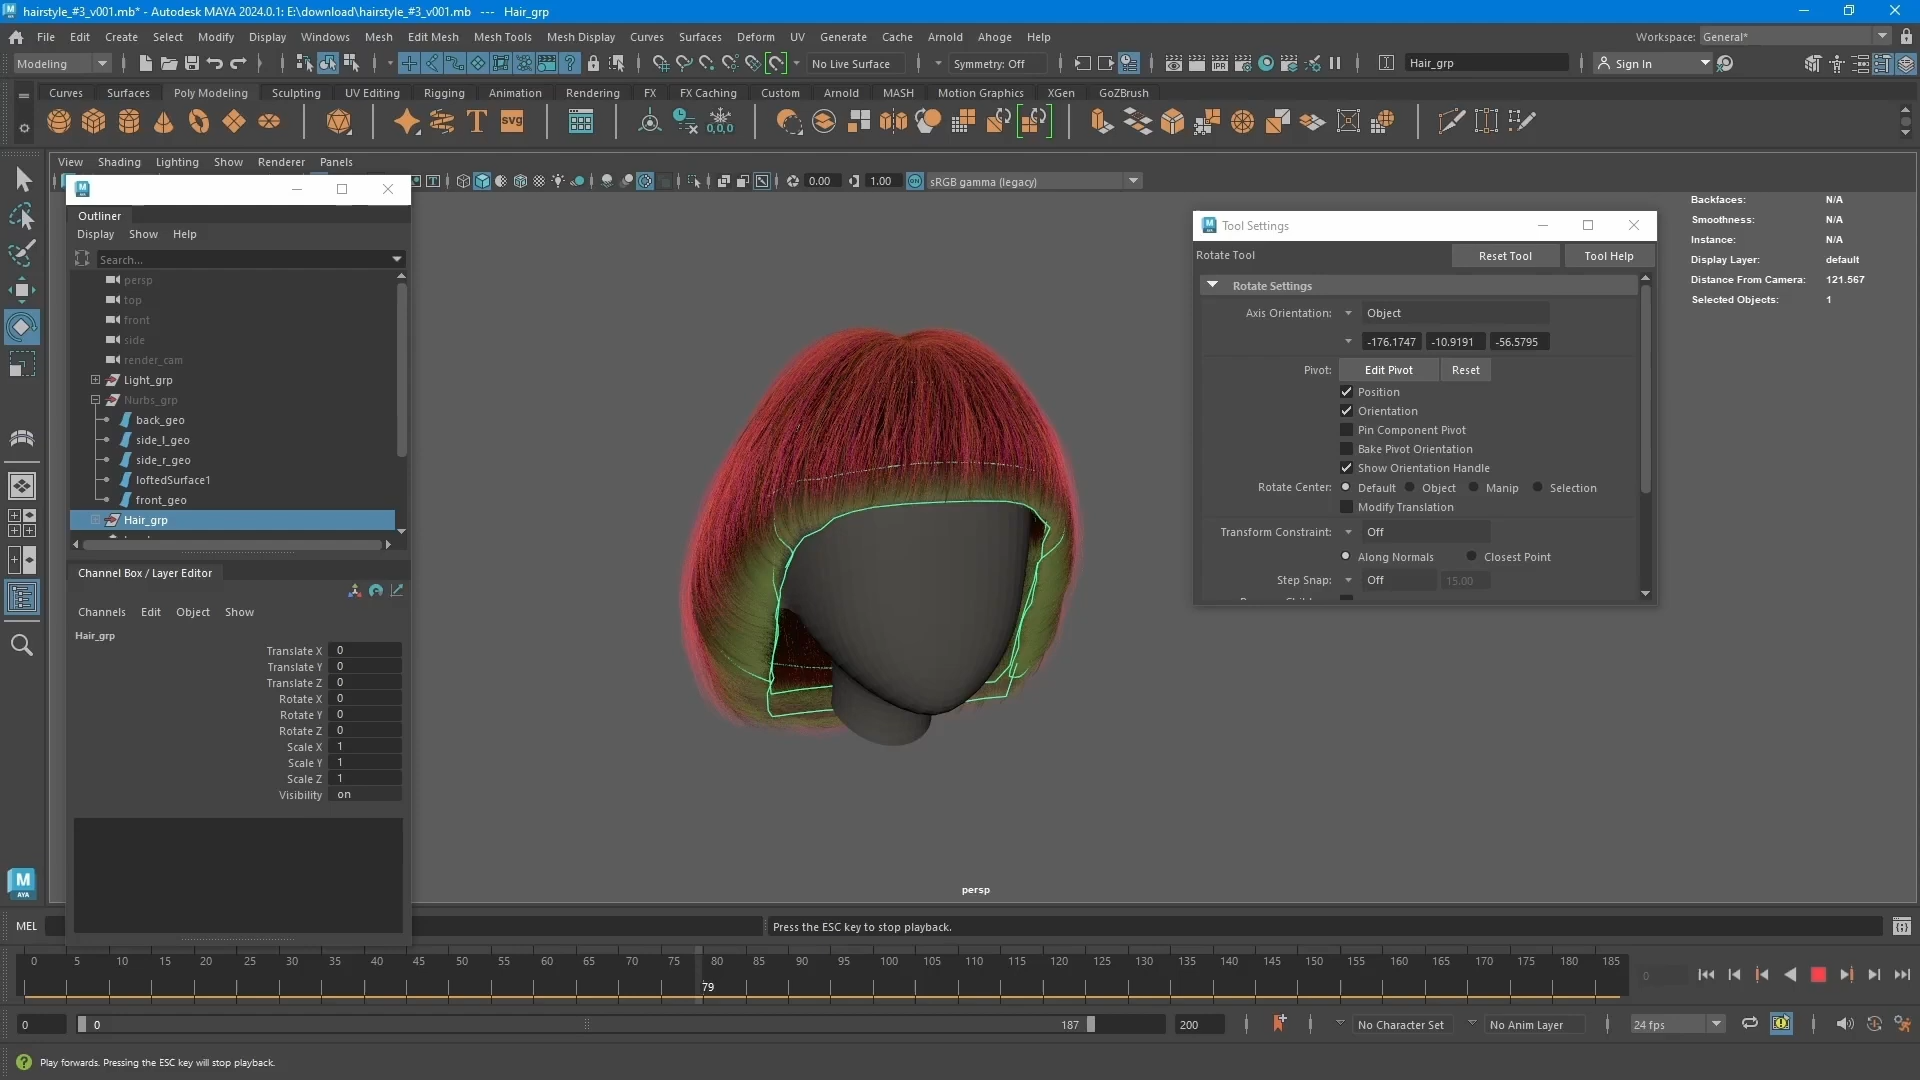 hairstyle_#3_v001.mb* - Autodesk MAYA 2024.0.1: E:\download\hairstyle_#3_v001.mb --- Hair_grp
File Edit Create Select Modify Display Windows Mesh Edit Mesh Mesh Tools Mesh Display Curves Surfaces Deform UV Generate Cache Arnold Ahoge Help Workspace: General*
Modeling No Live Surface Symmetry: Off IPR Hair_grp Sign In
Curves Surfaces Poly Modeling Sculpting UV Editing Rigging Animation Rendering FX FX Caching Custom Arnold MASH Motion Graphics XGen GoZBrush
T SVG 0,0,0
View Shading Lighting Show Renderer Panels
0.00 1.00 ON sRGB gamma (legacy)
Outliner
Display Show Help
Search...
persp
top
front
side
render_cam
Light_grp
Nurbs_grp
back_geo
side_l_geo
side_r_geo
loftedSurface1
front_geo
Hair_grp
Channel Box / Layer Editor
Channels Edit Object Show
Hair_grp
Translate X 0
Translate Y 0
Translate Z 0
Rotate X 0
Rotate Y 0
Rotate Z 0
Scale X 1
Scale Y 1
Scale Z 1
Visibility on
Tool Settings
Rotate Tool Reset Tool Tool Help
Rotate Settings
Axis Orientation: Object
-176.1747 -10.9191 -56.5795
Pivot: Edit Pivot Reset
Position
Orientation
Pin Component Pivot
Bake Pivot Orientation
Show Orientation Handle
Rotate Center: Default Object Manip Selection
Modify Translation
Transform Constraint: Off
Along Normals Closest Point
Step Snap: Off 15.00
Backfaces: N/A
Smoothness: N/A
Instance: N/A
Display Layer: default
Distance From Camera: 121.567
Selected Objects: 1
persp
M
AYA
MEL Press the ESC key to stop playback.
0 5 10 15 20 25 30 35 40 45 50 55 60 65 70 75 80 85 90 95 100 105 110 115 120 125 130 135 140 145 150 155 160 165 170 175 180 185 0
79
0 0 187 200 No Character Set No Anim Layer 24 fps
Play forwards. Pressing the ESC key will stop playback.